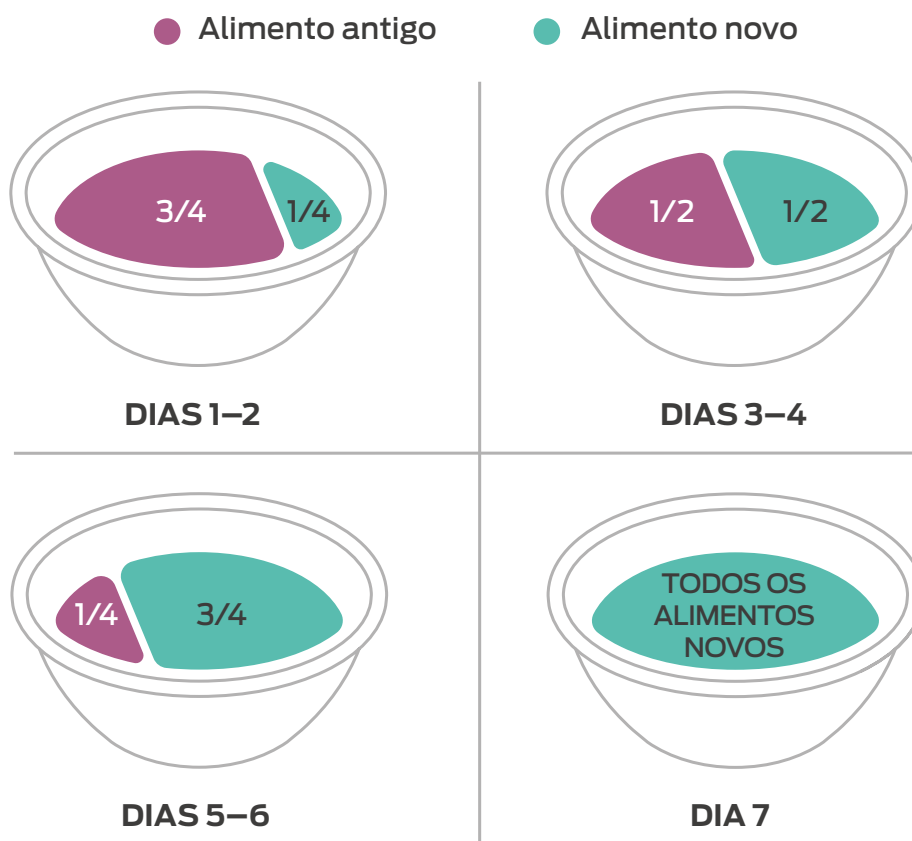 Alimento antigo
Alimento novo
3/4
1/4
DIAS 1–2
1/2
1/2
DIAS 3–4
1/4
3/4
DIAS 5–6
TODOS OS
ALIMENTOS
NOVOS
DIA 7